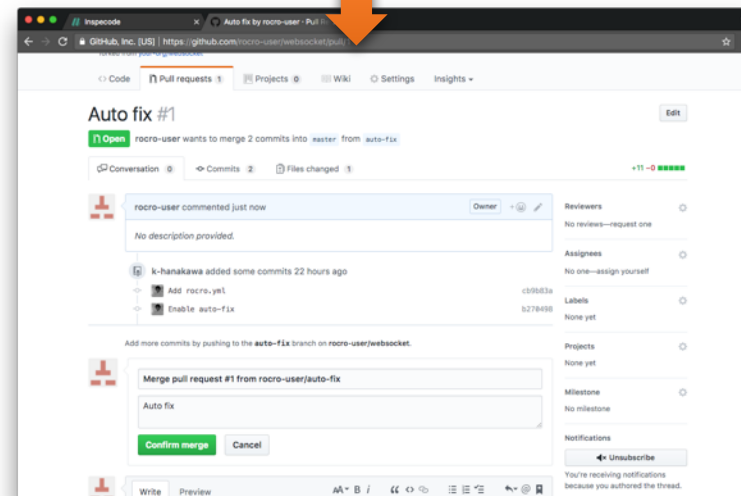 Inspecode
Auto fix by rocro-user · Pull
GitHub, Inc. [US] | https://github.com/rocro-user/websocket/pull/
forked from your-org/websocket
Code Pull requests 1 Projects 0 Wiki Settings Insights
Auto fix #1
Edit
Open rocro-user wants to merge 2 commits into master from auto-fix
Conversation 0 Commits 2 Files changed 1 +11 −0
rocro-user commented just now Owner
No description provided.
k-hanakawa added some commits 22 hours ago
Add rocro.yml cb9b83a
Enable auto-fix b270498
Add more commits by pushing to the auto-fix branch on rocro-user/websocket.
Merge pull request #1 from rocro-user/auto-fix
Auto fix
Confirm merge Cancel
Write Preview AA B i
Reviewers
No reviews—request one
Assignees
No one—assign yourself
Labels
None yet
Projects
None yet
Milestone
No milestone
Notifications
Unsubscribe
You're receiving notifications
because you authored the thread.